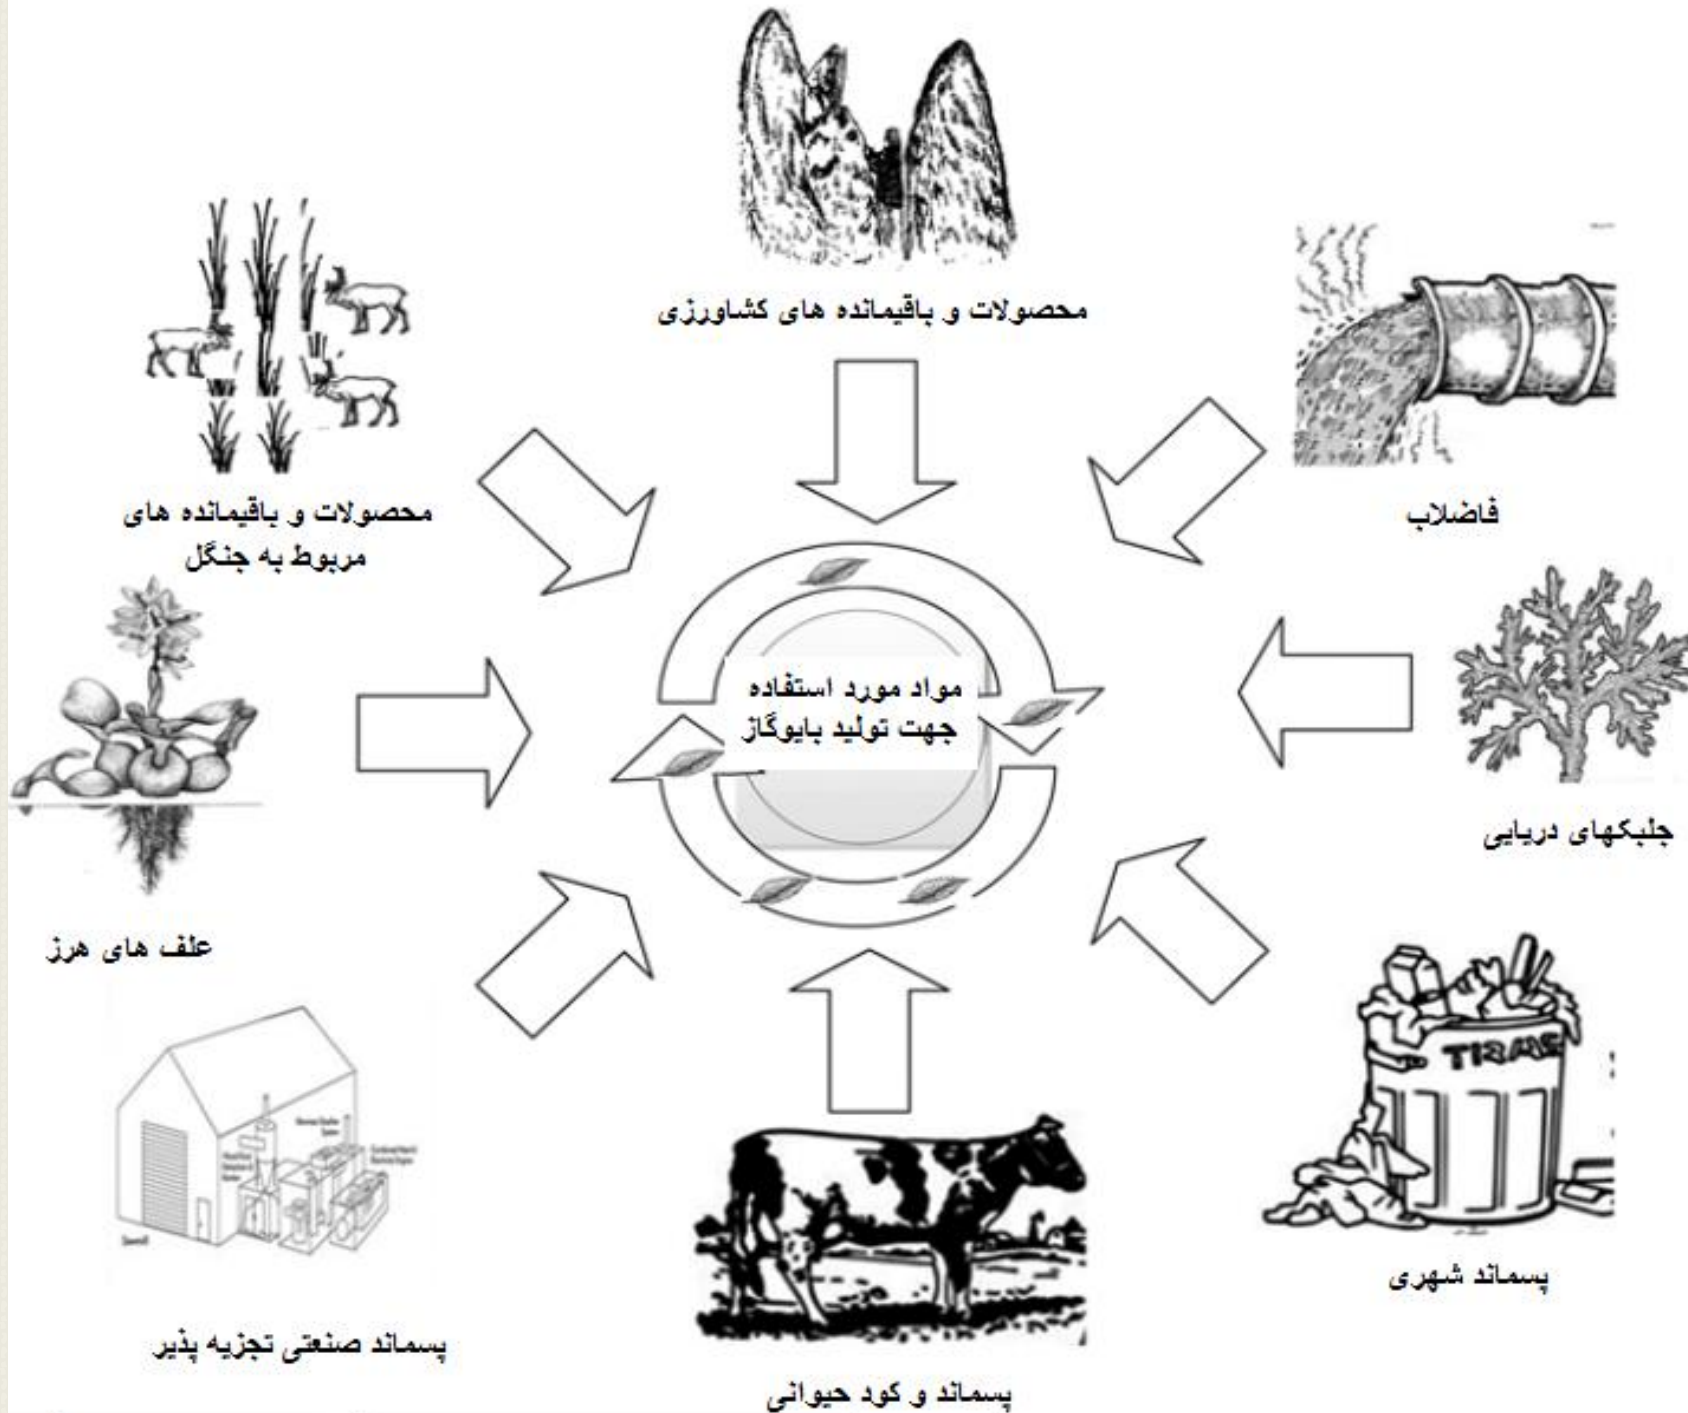 محصولات و باقیمانده های کشاورزی
فاضلاب
محصولات و باقیمانده های
مربوط به جنگل
مواد مورد استفاده
جهت تولید بایوگاز
جلبکهای دریایی
علف های هرز
TRASE
پسماند شهری
پسماند صنعتی تجزیه پذیر
پسماند و کود حیوانی